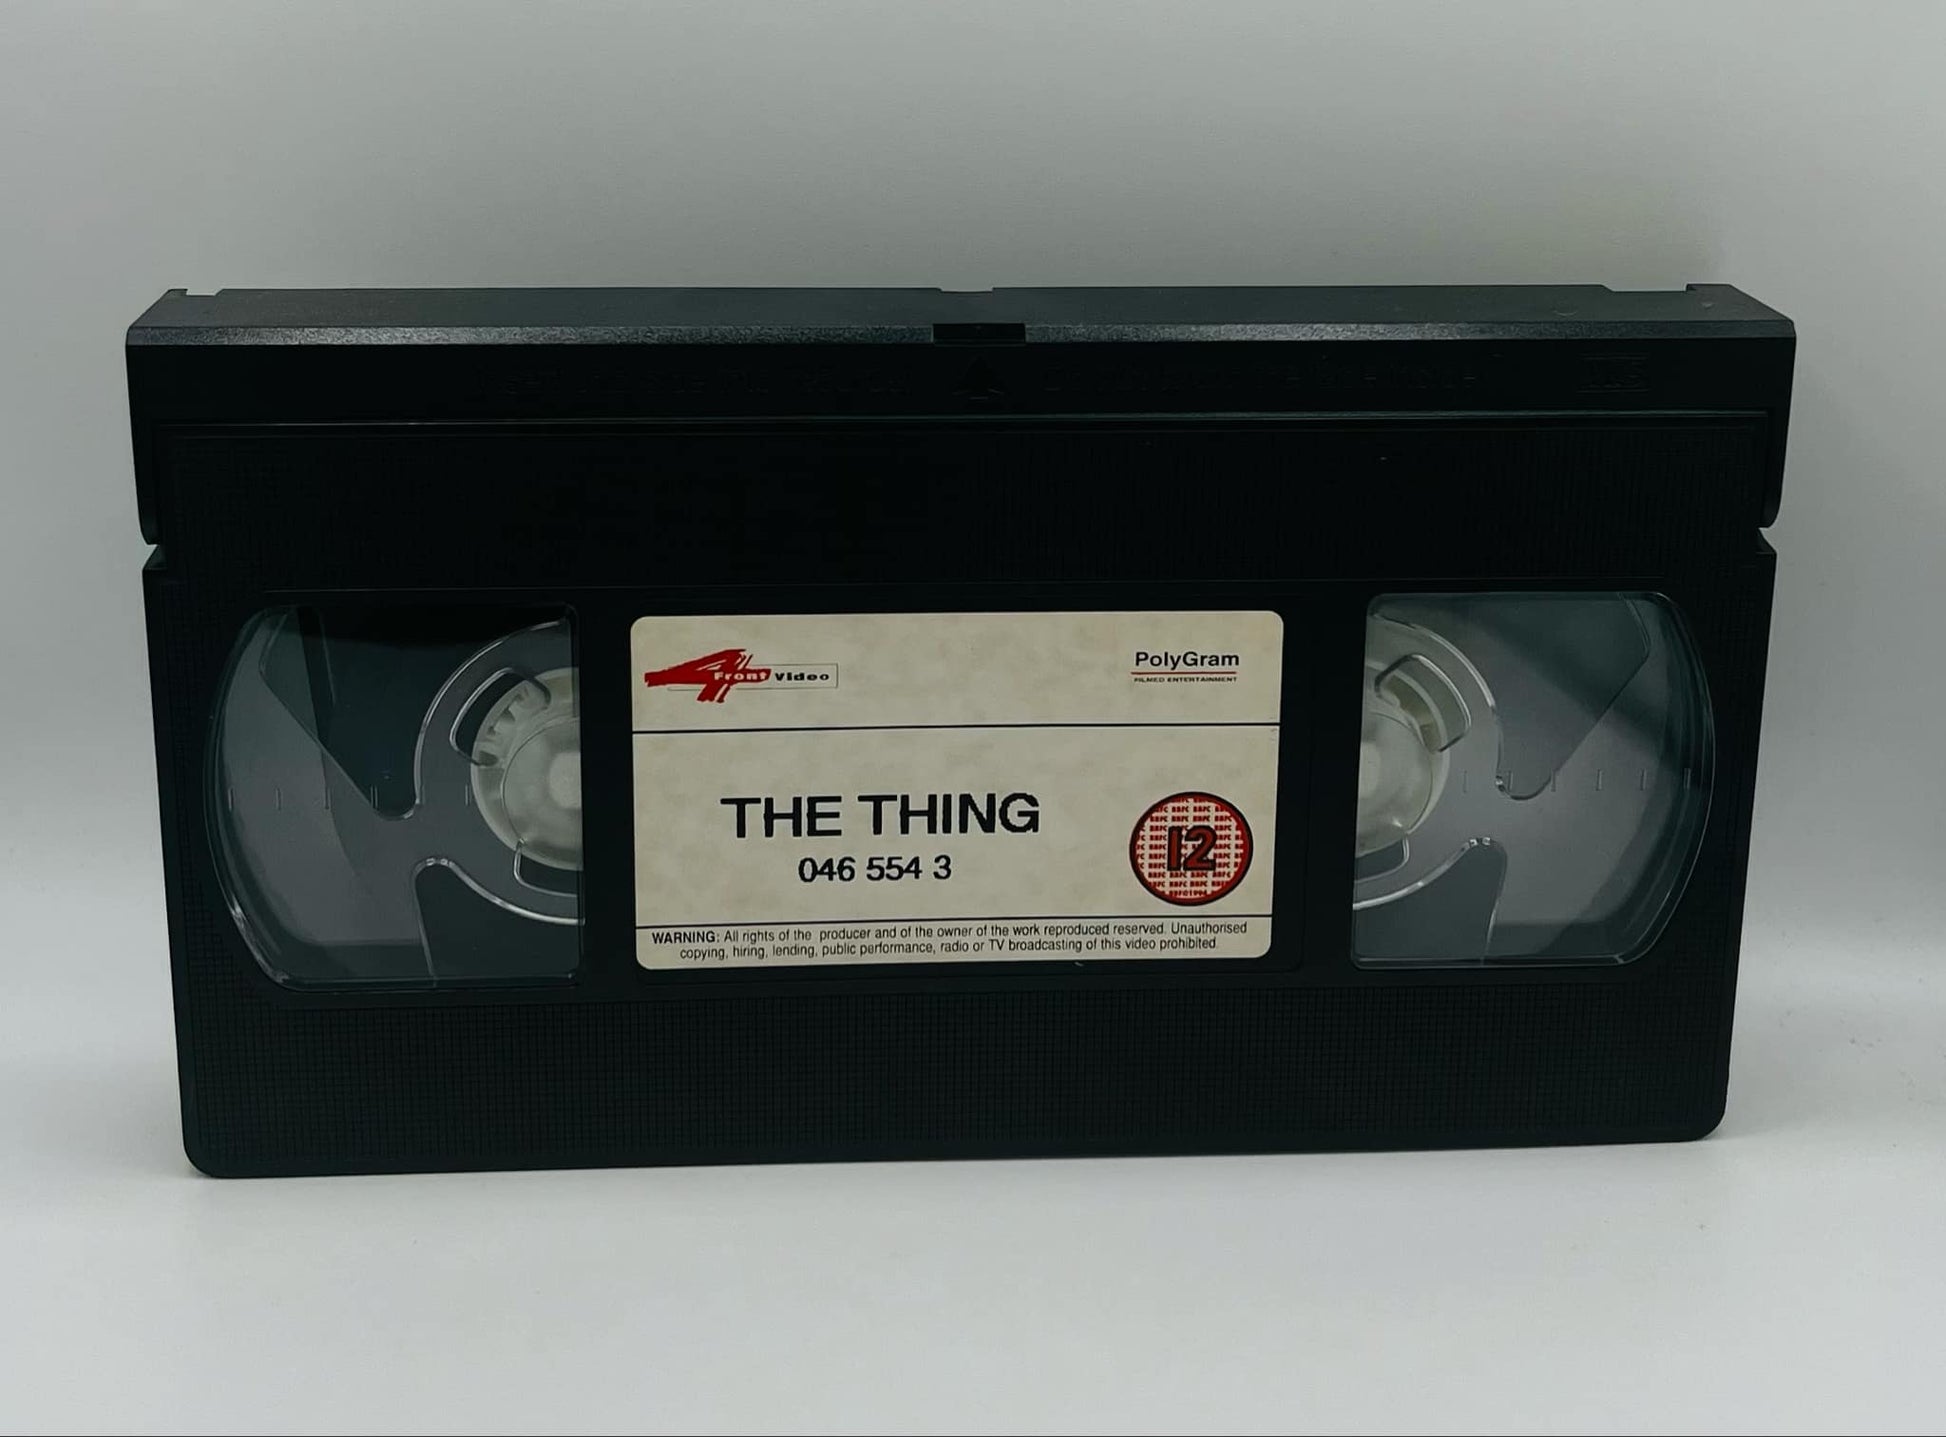 4 Front Video
PolyGram
FILMED ENTERTAINMENT
THE THING
046 554 3
12
WARNING: All rights of the producer and of the owner of the work reproduced reserved. Unauthorised
copying, hiring, lending, public performance, radio or TV broadcasting of this video prohibited.